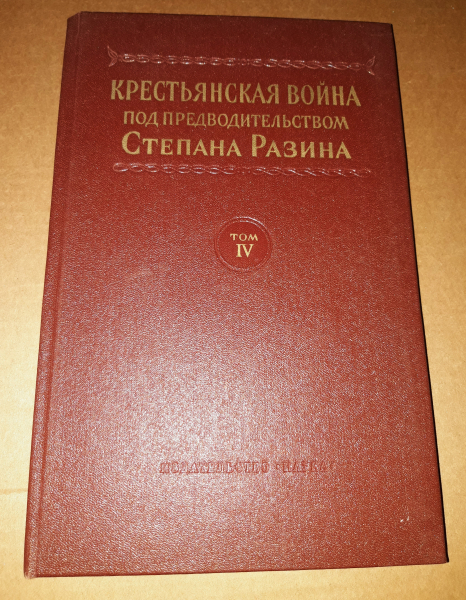 КРЕСТЬЯНСКАЯ ВОЙНА
ПОД ПРЕДВОДИТЕЛЬСТВОМ
СТЕПАНА РАЗИНА
ТОМ
IV
ИЗДАТЕЛЬСТВО «НАУКА»